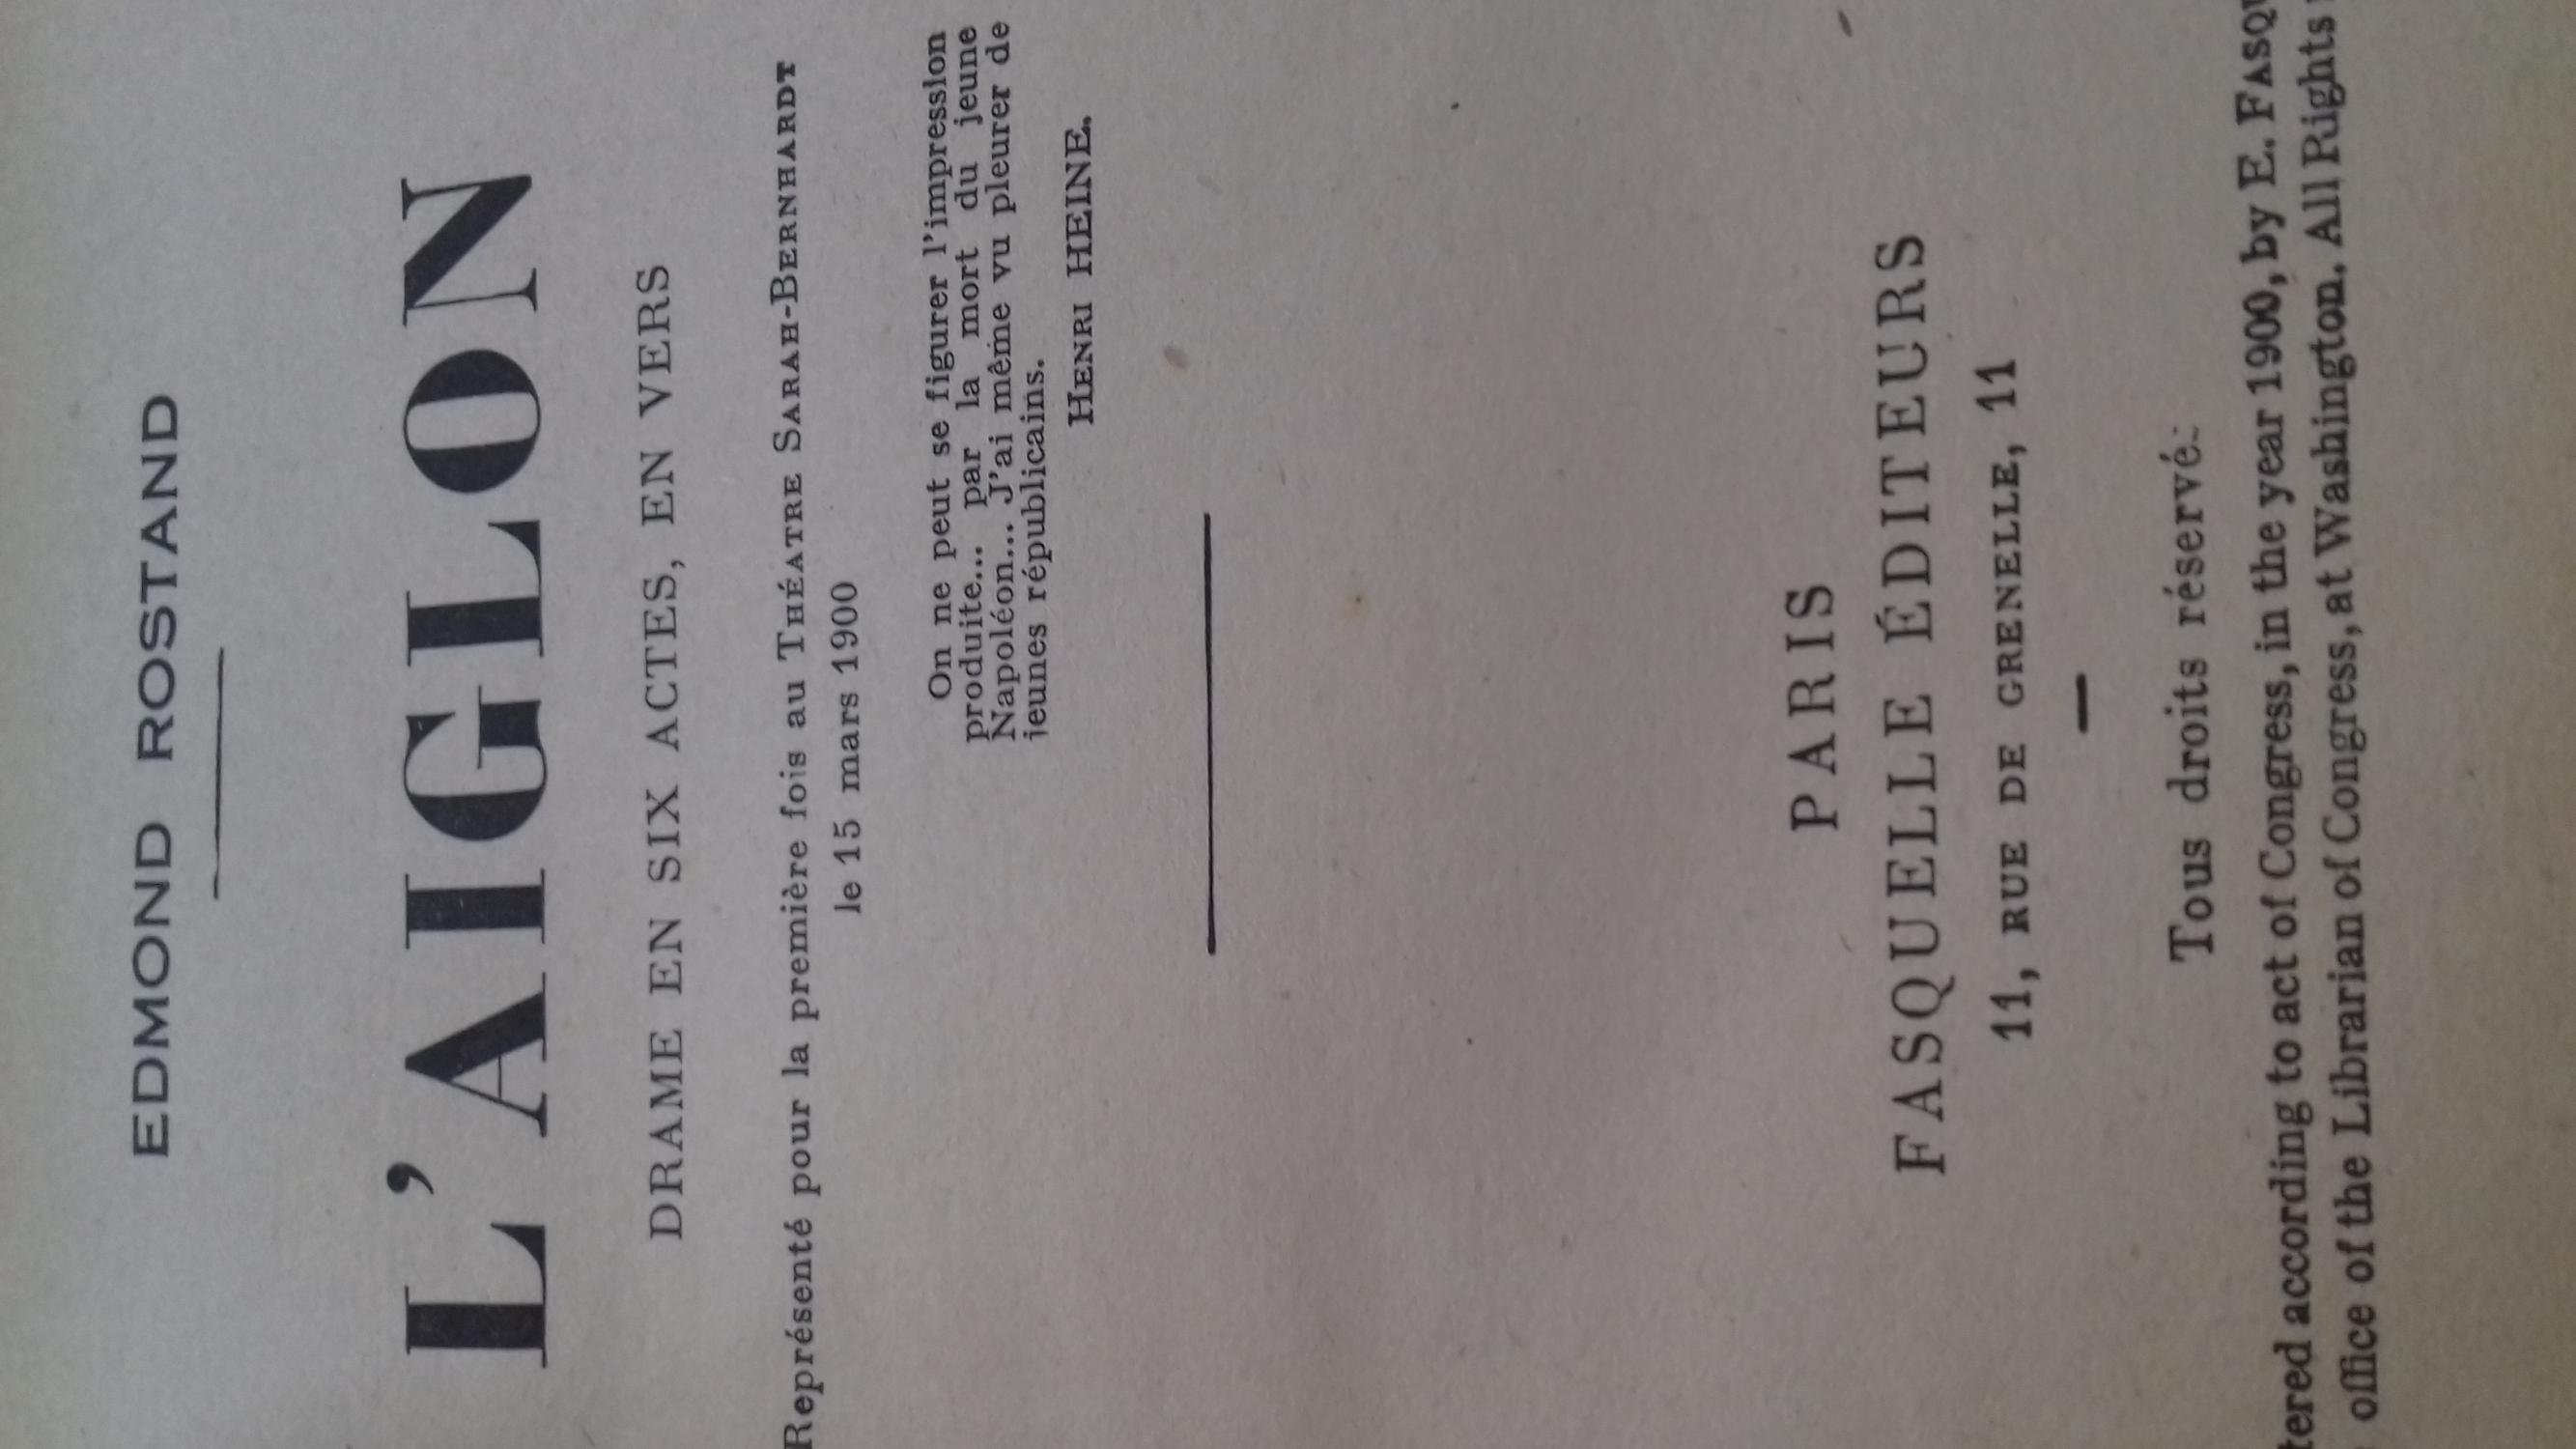 EDMOND ROSTAND
L'AIGLON
DRAME EN SIX ACTES, EN VERS
Représenté pour la première fois au THÉATRE SARAH-BERNHARDT
le 15 mars 1900
On ne peut se figurer l'impression
produite... par la mort du jeune
Napoléon... J'ai même vu pleurer de
jeunes républicains.
HENRI HEINE.
PARIS
FASQUELLE ÉDITEURS
11, RUE DE GRENELLE, 11
Tous droits
tered according to act of Congress, in the year 1900, by E. FASQU
office of the Librarian of Congress, at Washington. All Rights